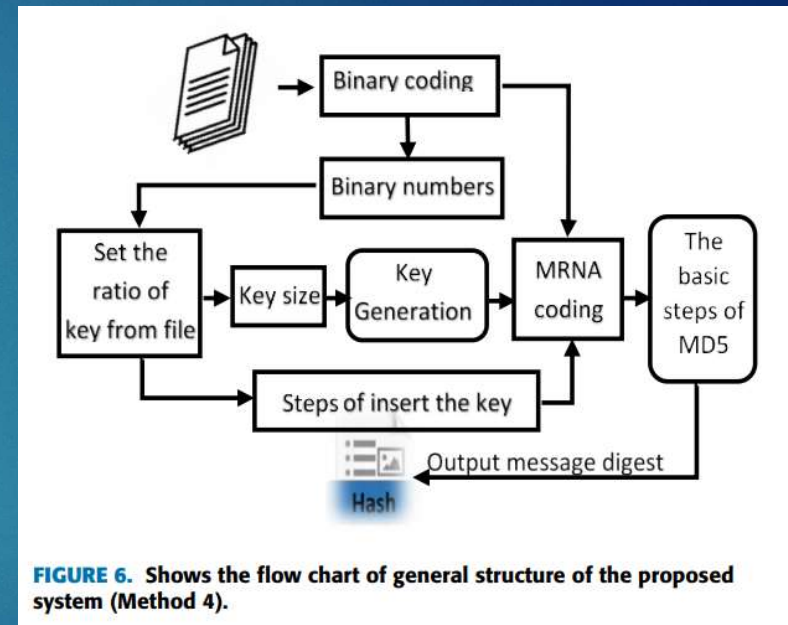 Binary coding
Binary numbers
Set the
ratio of
key from file
Key size
Key
Generation
MRNA
coding
The
basic
steps of
MD5
Steps of insert the key
Output message digest
Hash
FIGURE 6. Shows the flow chart of general structure of the proposed
system (Method 4).